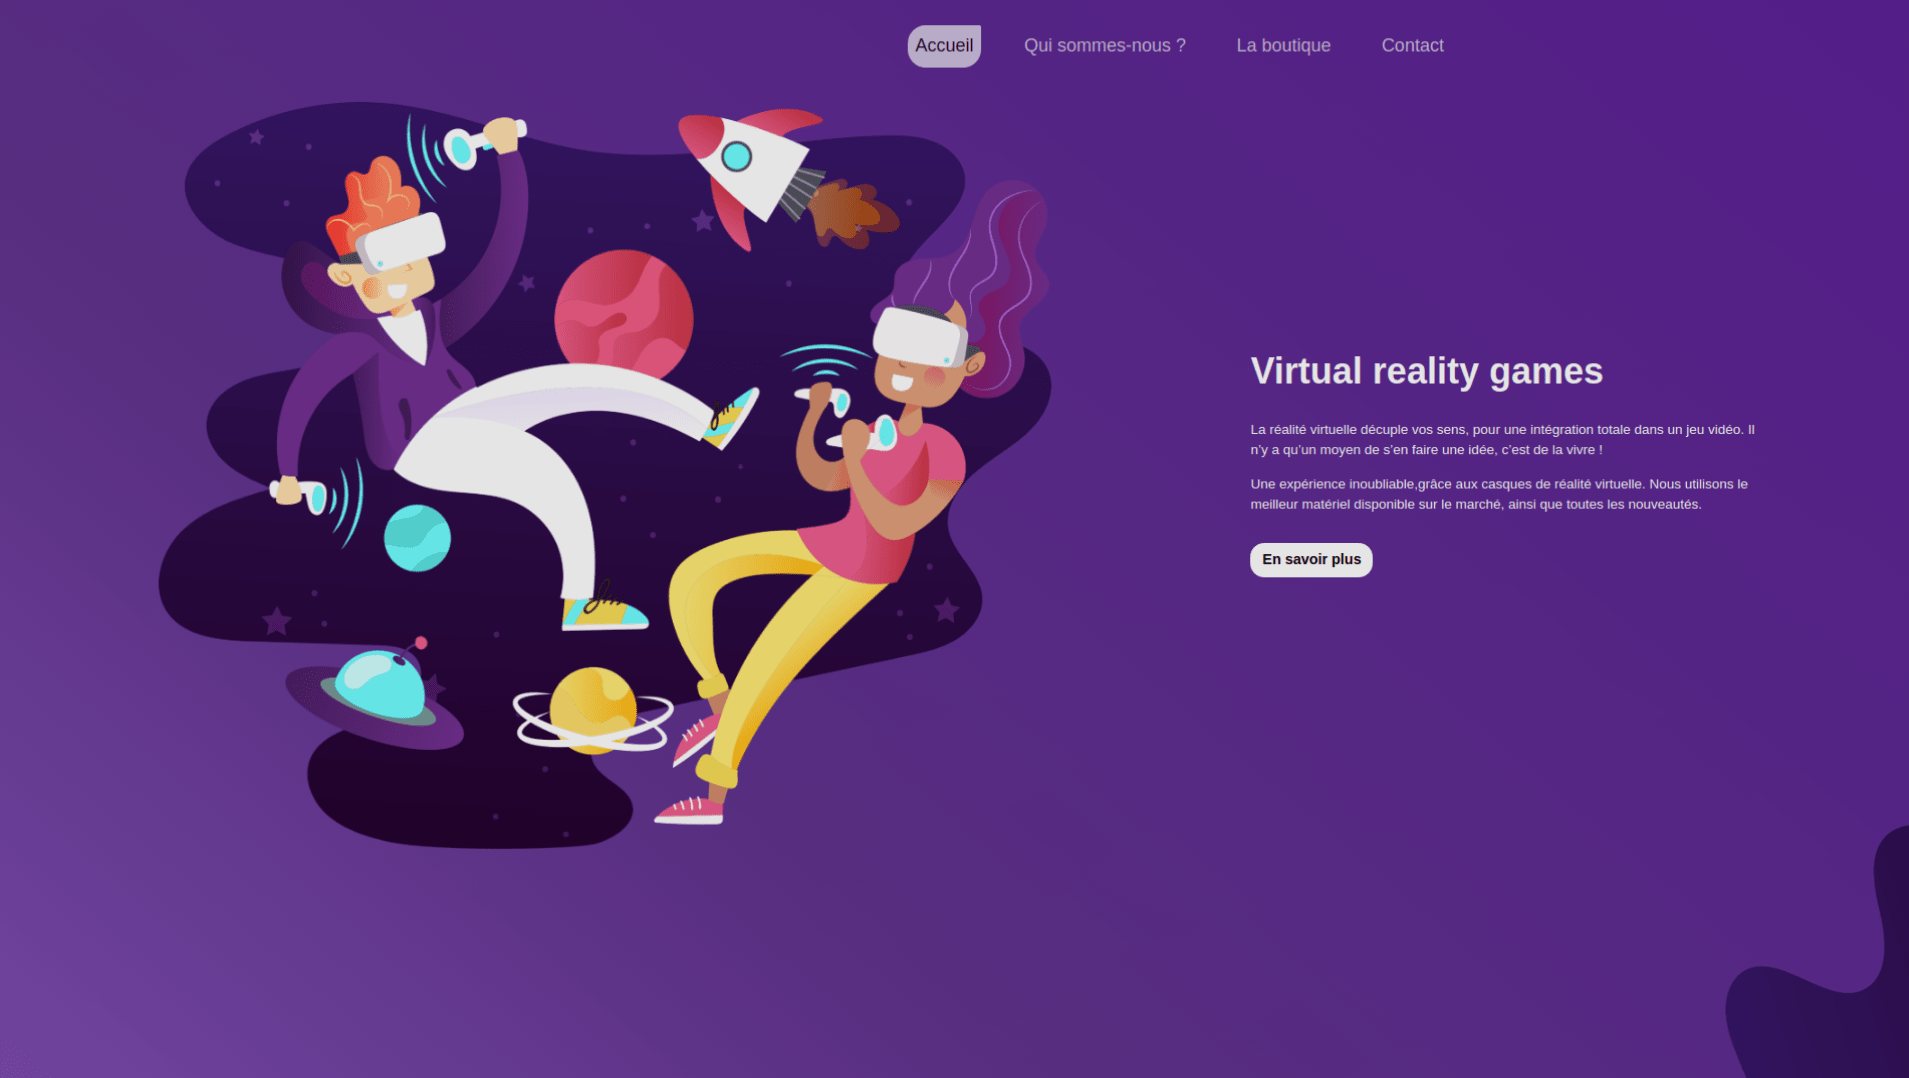 Accueil
Qui sommes-nous ?
La boutique
Contact
Virtual reality games
La réalité virtuelle décuple vos sens, pour une intégration totale dans un jeu vidéo. Il
n’y a qu’un moyen de s’en faire une idée, c’est de la vivre !
Une expérience inoubliable,grâce aux casques de réalité virtuelle. Nous utilisons le
meilleur matériel disponible sur le marché, ainsi que toutes les nouveautés.
En savoir plus